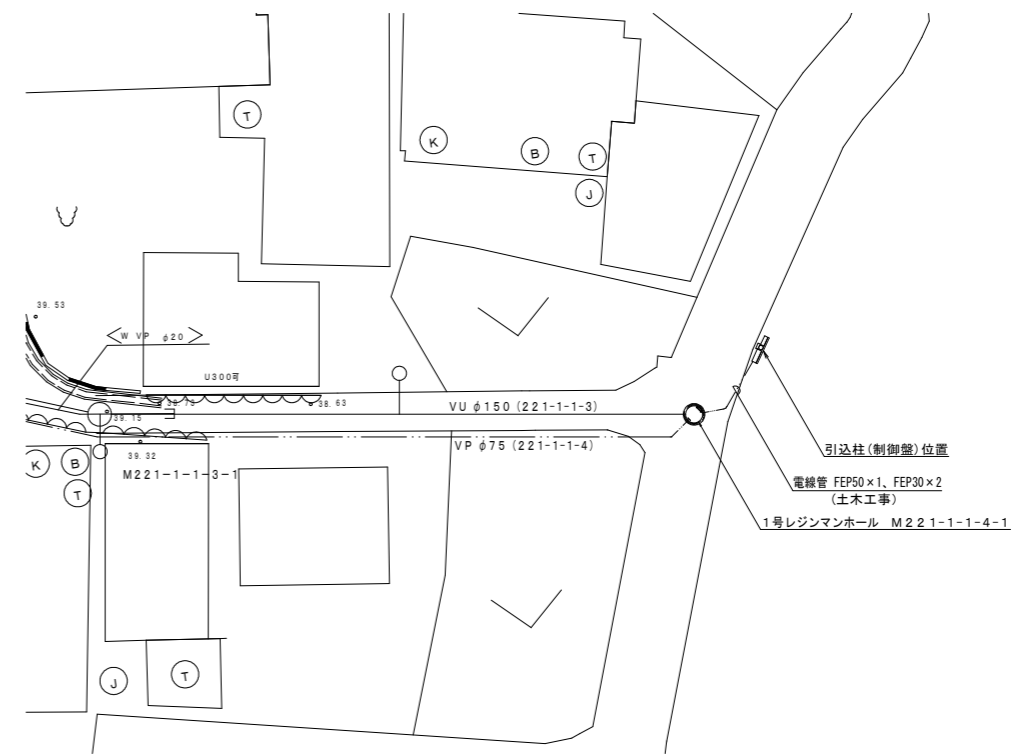 T
K
B
T
J
39.53
W VP φ20
U300可
38.73
38.63
39.15
VU φ150 (221-1-1-3)
VP φ75 (221-1-1-4)
39.32
K
B
M221-1-1-3-1
T
引込柱(制御盤)位置
電線管 FEP50×1、FEP30×2
(土木工事)
1号レジンマンホール M221-1-1-4-1
J
T